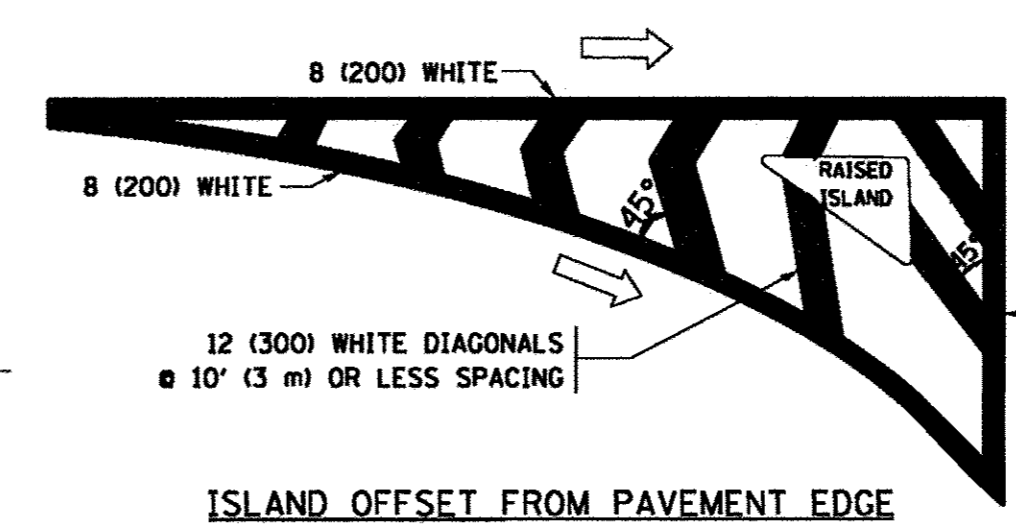 8 (200) WHITE
8 (200) WHITE
RAISED
ISLAND
45°
45°
12 (300) WHITE DIAGONALS
@ 10' (3 m) OR LESS SPACING
ISLAND OFFSET FROM PAVEMENT EDGE